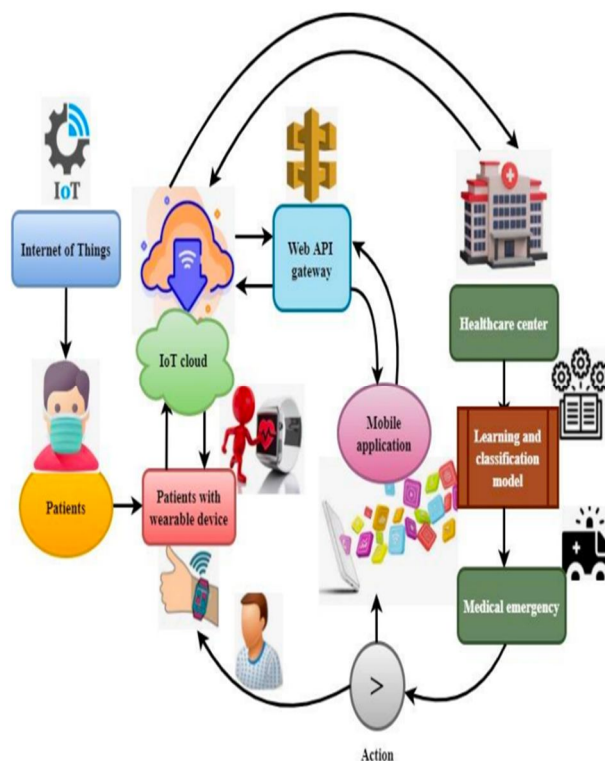 IoT
Internet of Things
Web API
gateway
Healthcare center
IoT cloud
Mobile
application
Learning and
classification
model
Patients
Patients with
wearable device
Medical emergency
>
Action